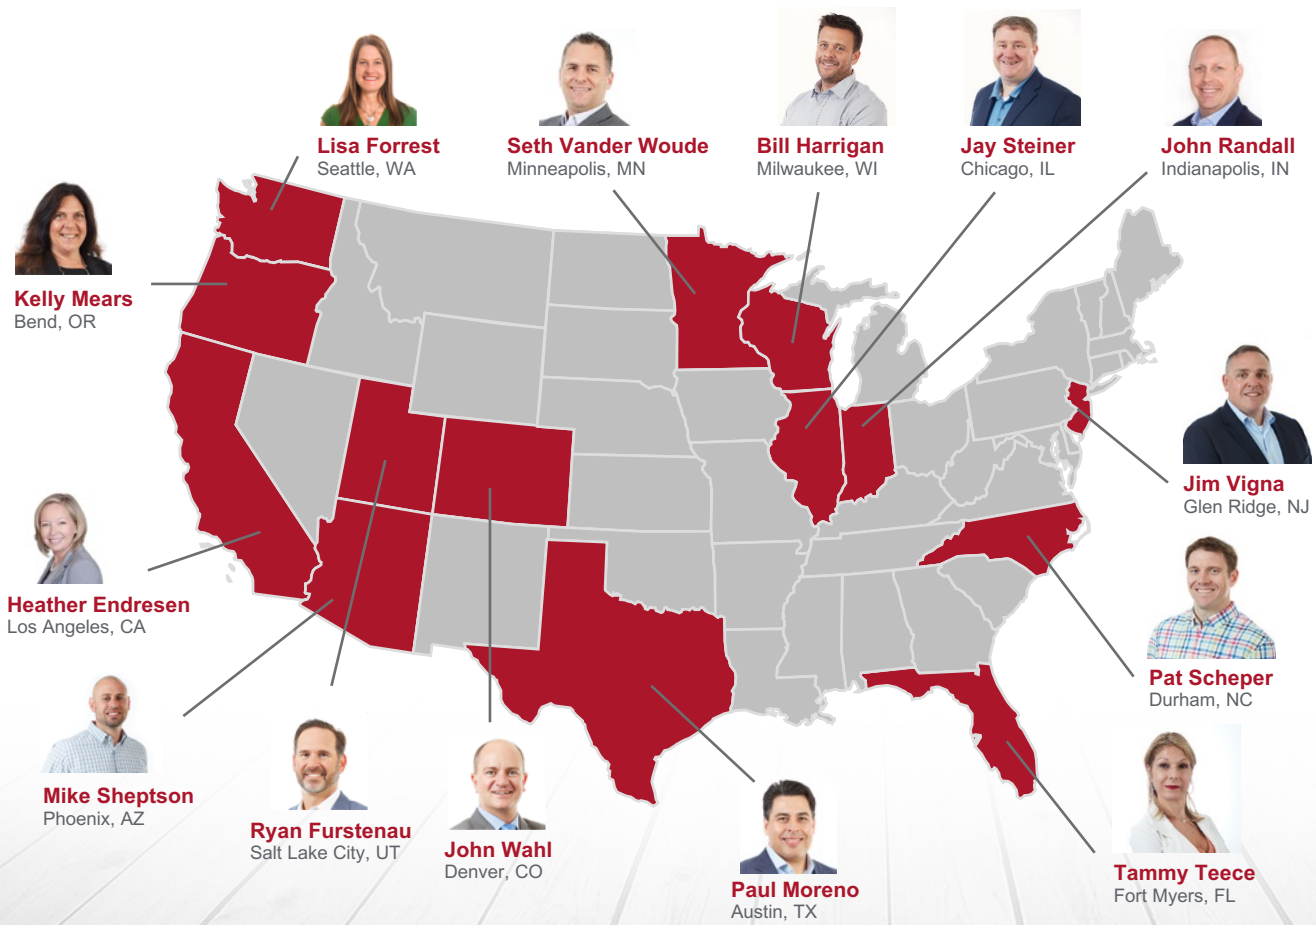 Lisa Forrest
Seattle, WA
Seth Vander Woude
Minneapolis, MN
Bill Harrigan
Milwaukee, WI
Jay Steiner
Chicago, IL
John Randall
Indianapolis, IN
Kelly Mears
Bend, OR
Jim Vigna
Glen Ridge, NJ
Heather Endresen
Los Angeles, CA
Pat Scheper
Durham, NC
Mike Sheptson
Phoenix, AZ
Ryan Furstenau
Salt Lake City, UT
John Wahl
Denver, CO
Paul Moreno
Austin, TX
Tammy Teece
Fort Myers, FL